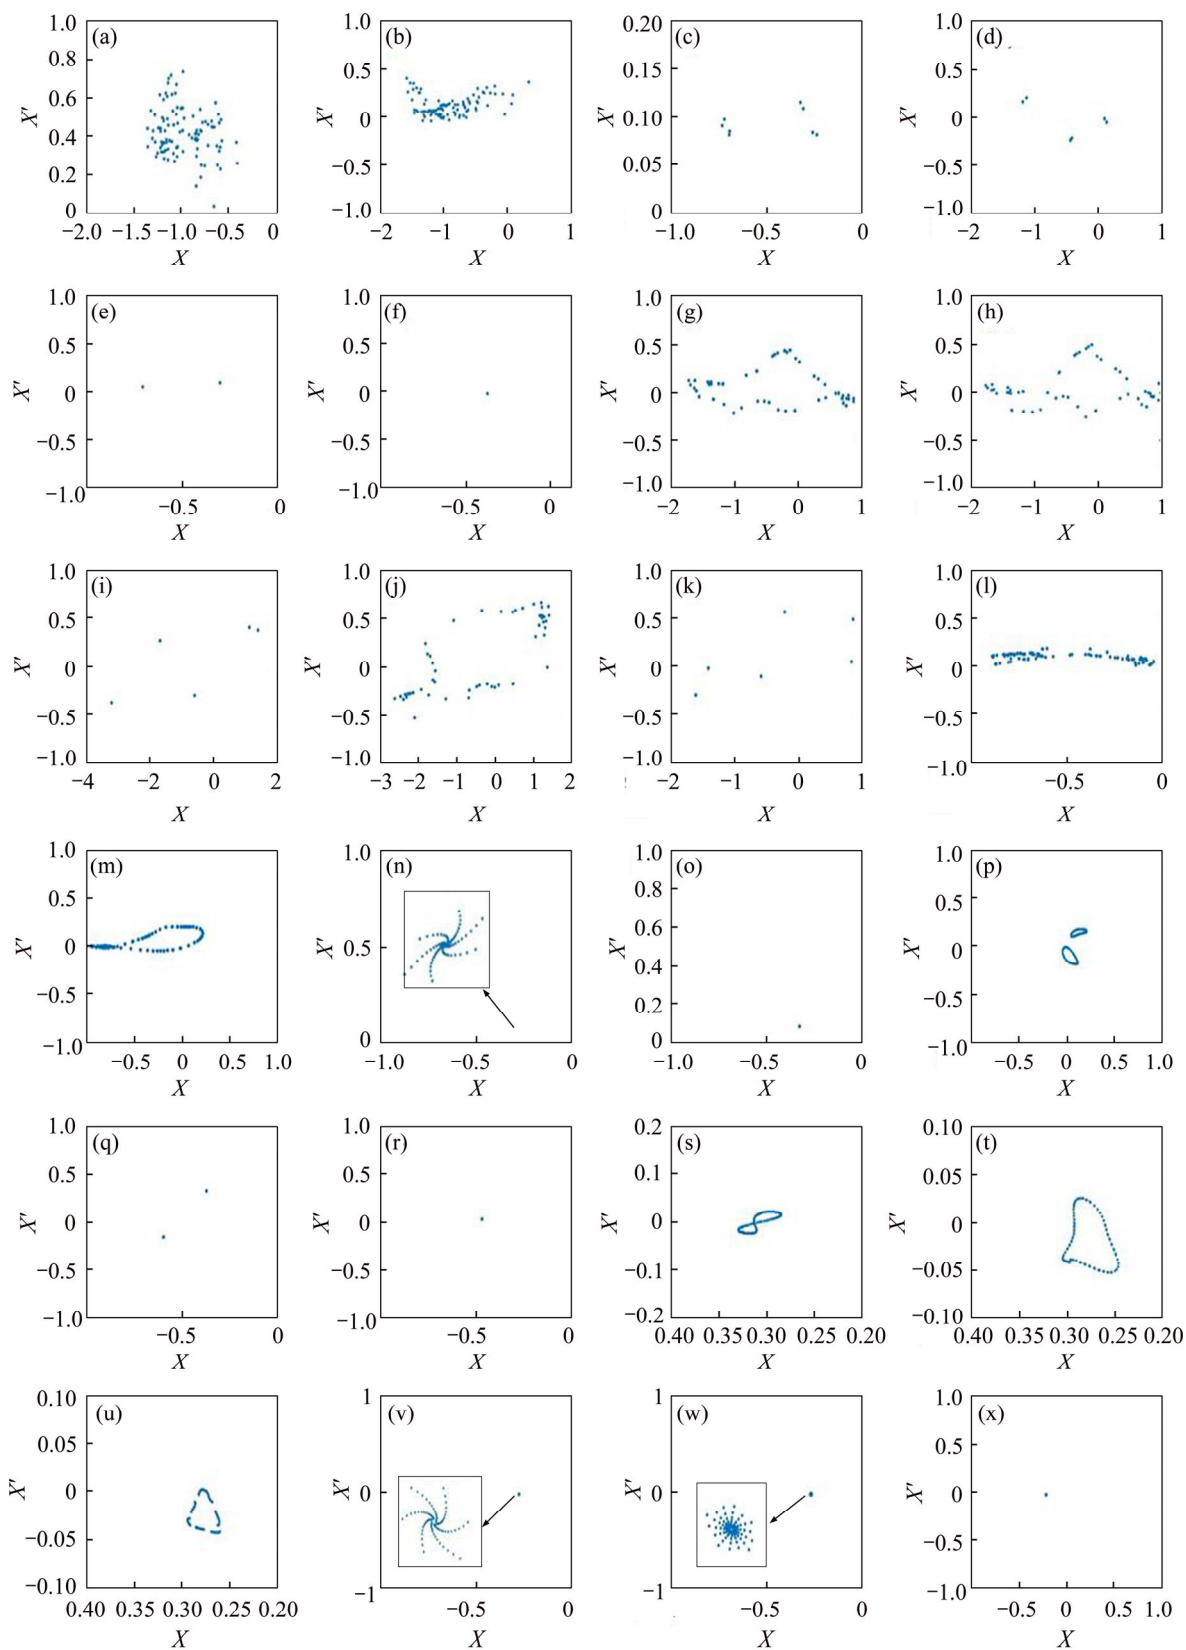 1.0 (a) 1.0 (b) 0.20 (c) 1.0 (d)
0.8 0.5 0.15 0.5
0.6 X′ 0 X′ 0.10 X′ 0 X′
0.4 −0.5 0.05 −0.5
0.2
0 −1.0 0 −1.0
−2.0 −1.5 −1.0 −0.5 0 −2 −1 0 1 −1.0 −0.5 0 −2 −1 0 1
X X X X
1.0 (e) 1.0 (f) 1.0 (g) 1.0 (h)
0.5 0.5 0.5 0.5
X′ 0 X′ 0 X′ 0 X′ 0
−0.5 −0.5 −0.5 −0.5
−1.0 −1.0 −1.0 −1.0
−0.5 0 −0.5 0 −2 −1 0 1 −2 −1 0 1
X X X X
1.0 (i) 1.0 (j) 1.0 (k) 1.0 (l)
0.5 0.5 0.5 0.5
X′ 0 X′ 0 X′ 0 X′ 0
−0.5 −0.5 −0.5 −0.5
−1.0 −1.0 −1.0 −1.0
−4 −2 0 2 −3 −2 −1 0 1 2 −2 −1 0 1 −0.5 0
X X X X
1.0 (m) 1.0 (n) 1.0 (o) 1.0 (p)
0.5 0.8 0.5
X′ 0 X′ 0.5 X′ 0.6 X′ 0
−0.5 0.4 −0.5
0.2
−1.0 0 0 −1.0
−0.5 0 0.5 1.0 −1.0 −0.5 0 −1.0 −0.5 0 −0.5 0 0.5 1.0
X X X X
1.0 (q) 1.0 (r) 0.2 (s) 0.10 (t)
0.5 0.5 0.1 0.05
X′ 0 X′ 0 X′ 0 X′ 0
−0.5 −0.5 −0.1 −0.05
−1.0 −1.0 −0.2 −0.10
−0.5 0 −0.5 0 0.40 0.35 0.30 0.25 0.20 0.40 0.35 0.30 0.25 0.20
X X X X
0.10 (u) 1 (v) 1 (w) 1.0 (x)
0.05 0.5
X′ 0 X′ 0 X′ 0 X′ 0
−0.05 −0.5
−0.10 −1 −1 −1.0
0.40 0.35 0.30 0.25 0.20 −0.5 0 −0.5 0 −0.5 0 0.5 1.0
X X X X